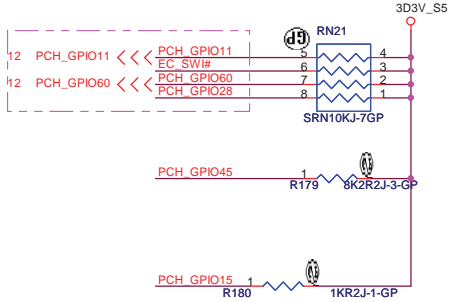 3D3V_S5
GP
RN21
12 PCH_GPIO11
PCH_GPIO11
5
4
EC_SWI#
6
3
12 PCH_GPIO60
PCH_GPIO60
7
2
PCH_GPIO28
8
1
SRN10KJ-7GP
PCH_GPIO45
1
R179
8K2R2J-3-GP
PCH_GPIO15
1
R180
1KR2J-1-GP